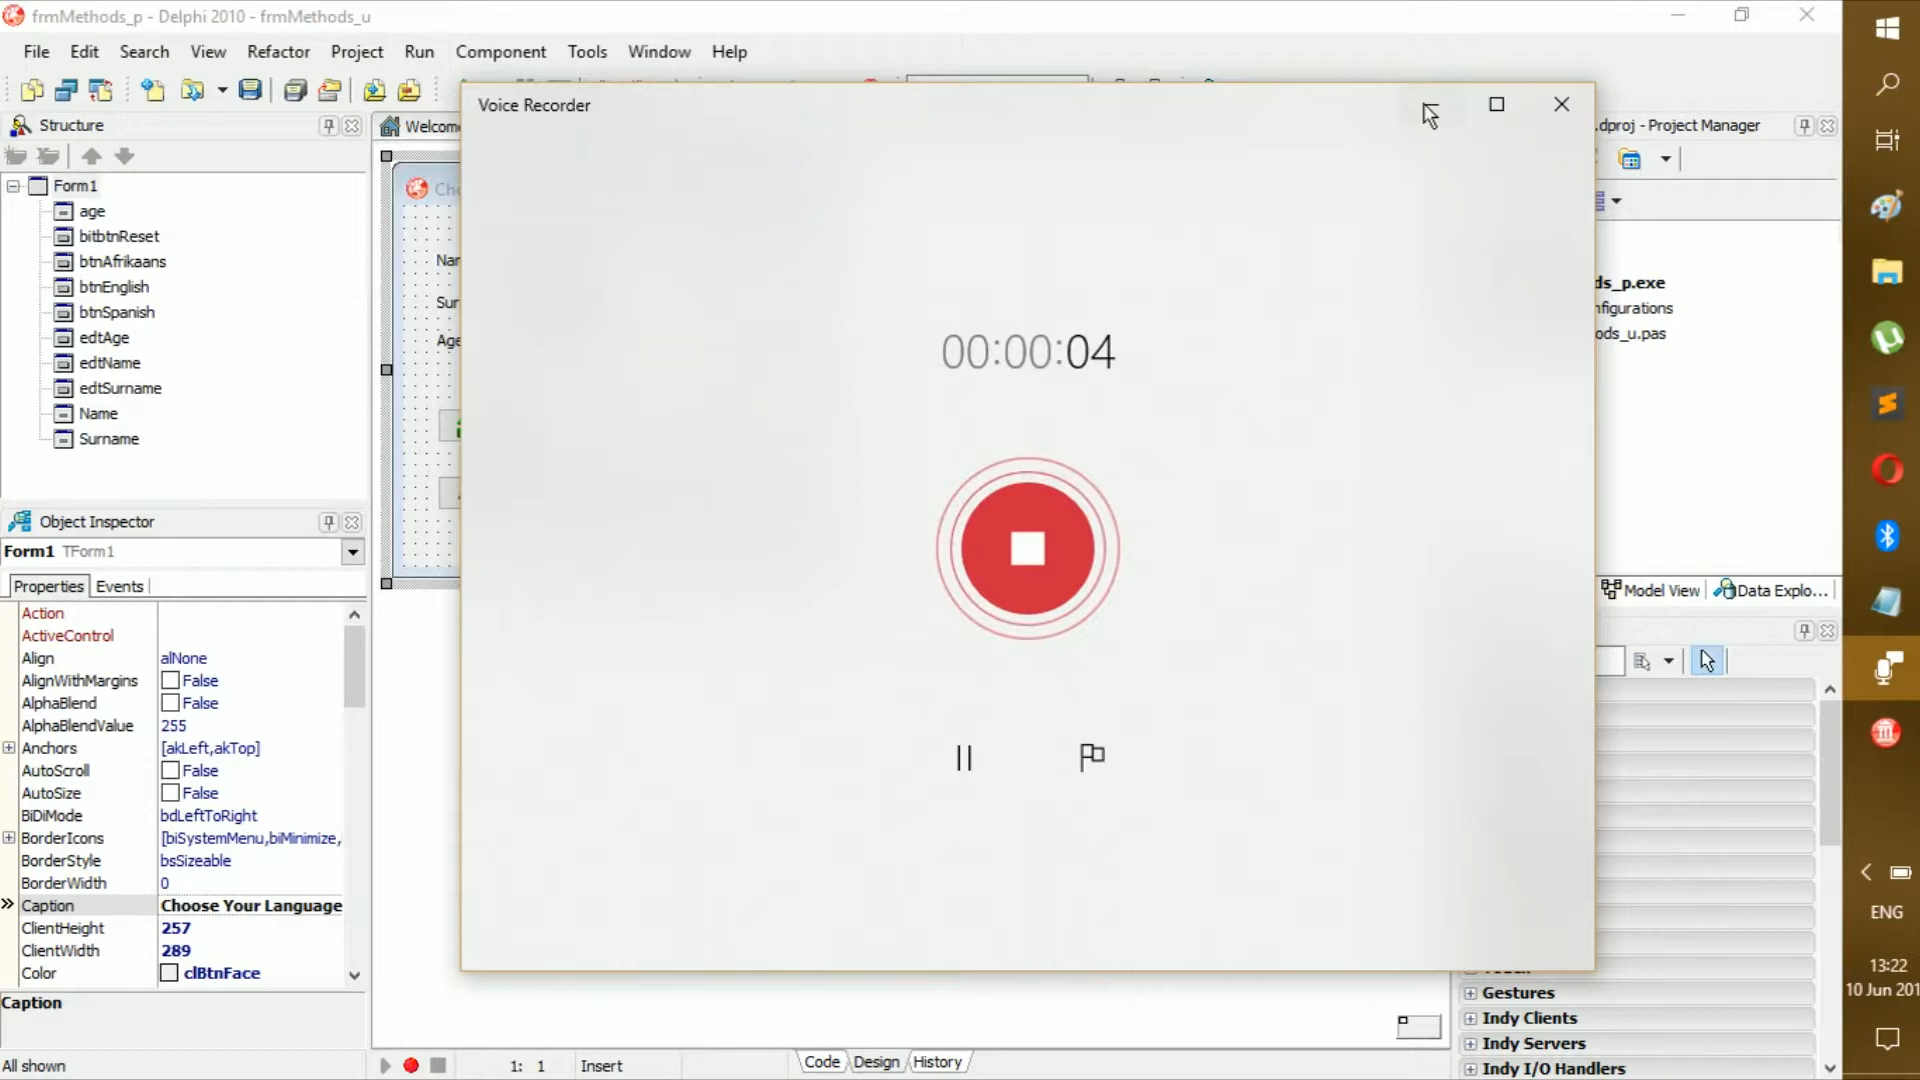 frmMethods_p - Delphi 2010 - frmMethods_u
File Edit Search View Refactor Project Run Component Tools Window Help
Structure
Form1
age
bitbtnReset
btnAfrikaans
btnEnglish
btnSpanish
edtAge
edtName
edtSurname
Name
Surname
Object Inspector
Form1 TForm1
Properties Events
Action
ActiveControl
Align alNone
AlignWithMargins False
AlphaBlend False
AlphaBlendValue 255
Anchors [akLeft,akTop]
AutoScroll False
AutoSize False
BiDiMode bdLeftToRight
BorderIcons [biSystemMenu,biMinimize,
BorderStyle bsSizeable
BorderWidth 0
Caption Choose Your Language
ClientHeight 257
ClientWidth 289
Color clBtnFace
Caption
All shown
Welcom
Ch
Nar
Sur
Age
Voice Recorder
00:00:04
1: 1 Insert
Code Design History
.dproj - Project Manager
ds_p.exe
nfigurations
ods_u.pas
Model View Data Explo...
Gestures
Indy Clients
Indy Servers
Indy I/O Handlers
ENG
13:22
10 Jun 201